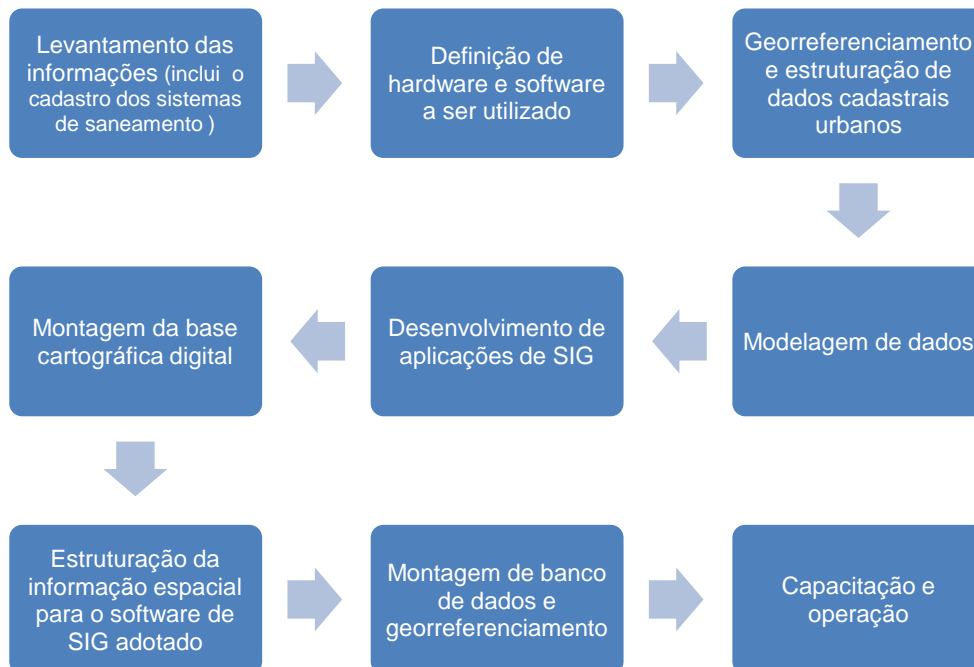 Levantamento das
informações (inclui o
cadastro dos sistemas
de saneamento )
Definição de
hardware e software
a ser utilizado
Georreferenciamento
e estruturação de
dados cadastrais
urbanos
Modelagem de dados
Desenvolvimento de
aplicações de SIG
Montagem da base
cartográfica digital
Estruturação da
informação espacial
para o software de
SIG adotado
Montagem de banco
de dados e
georreferenciamento
Capacitação e
operação